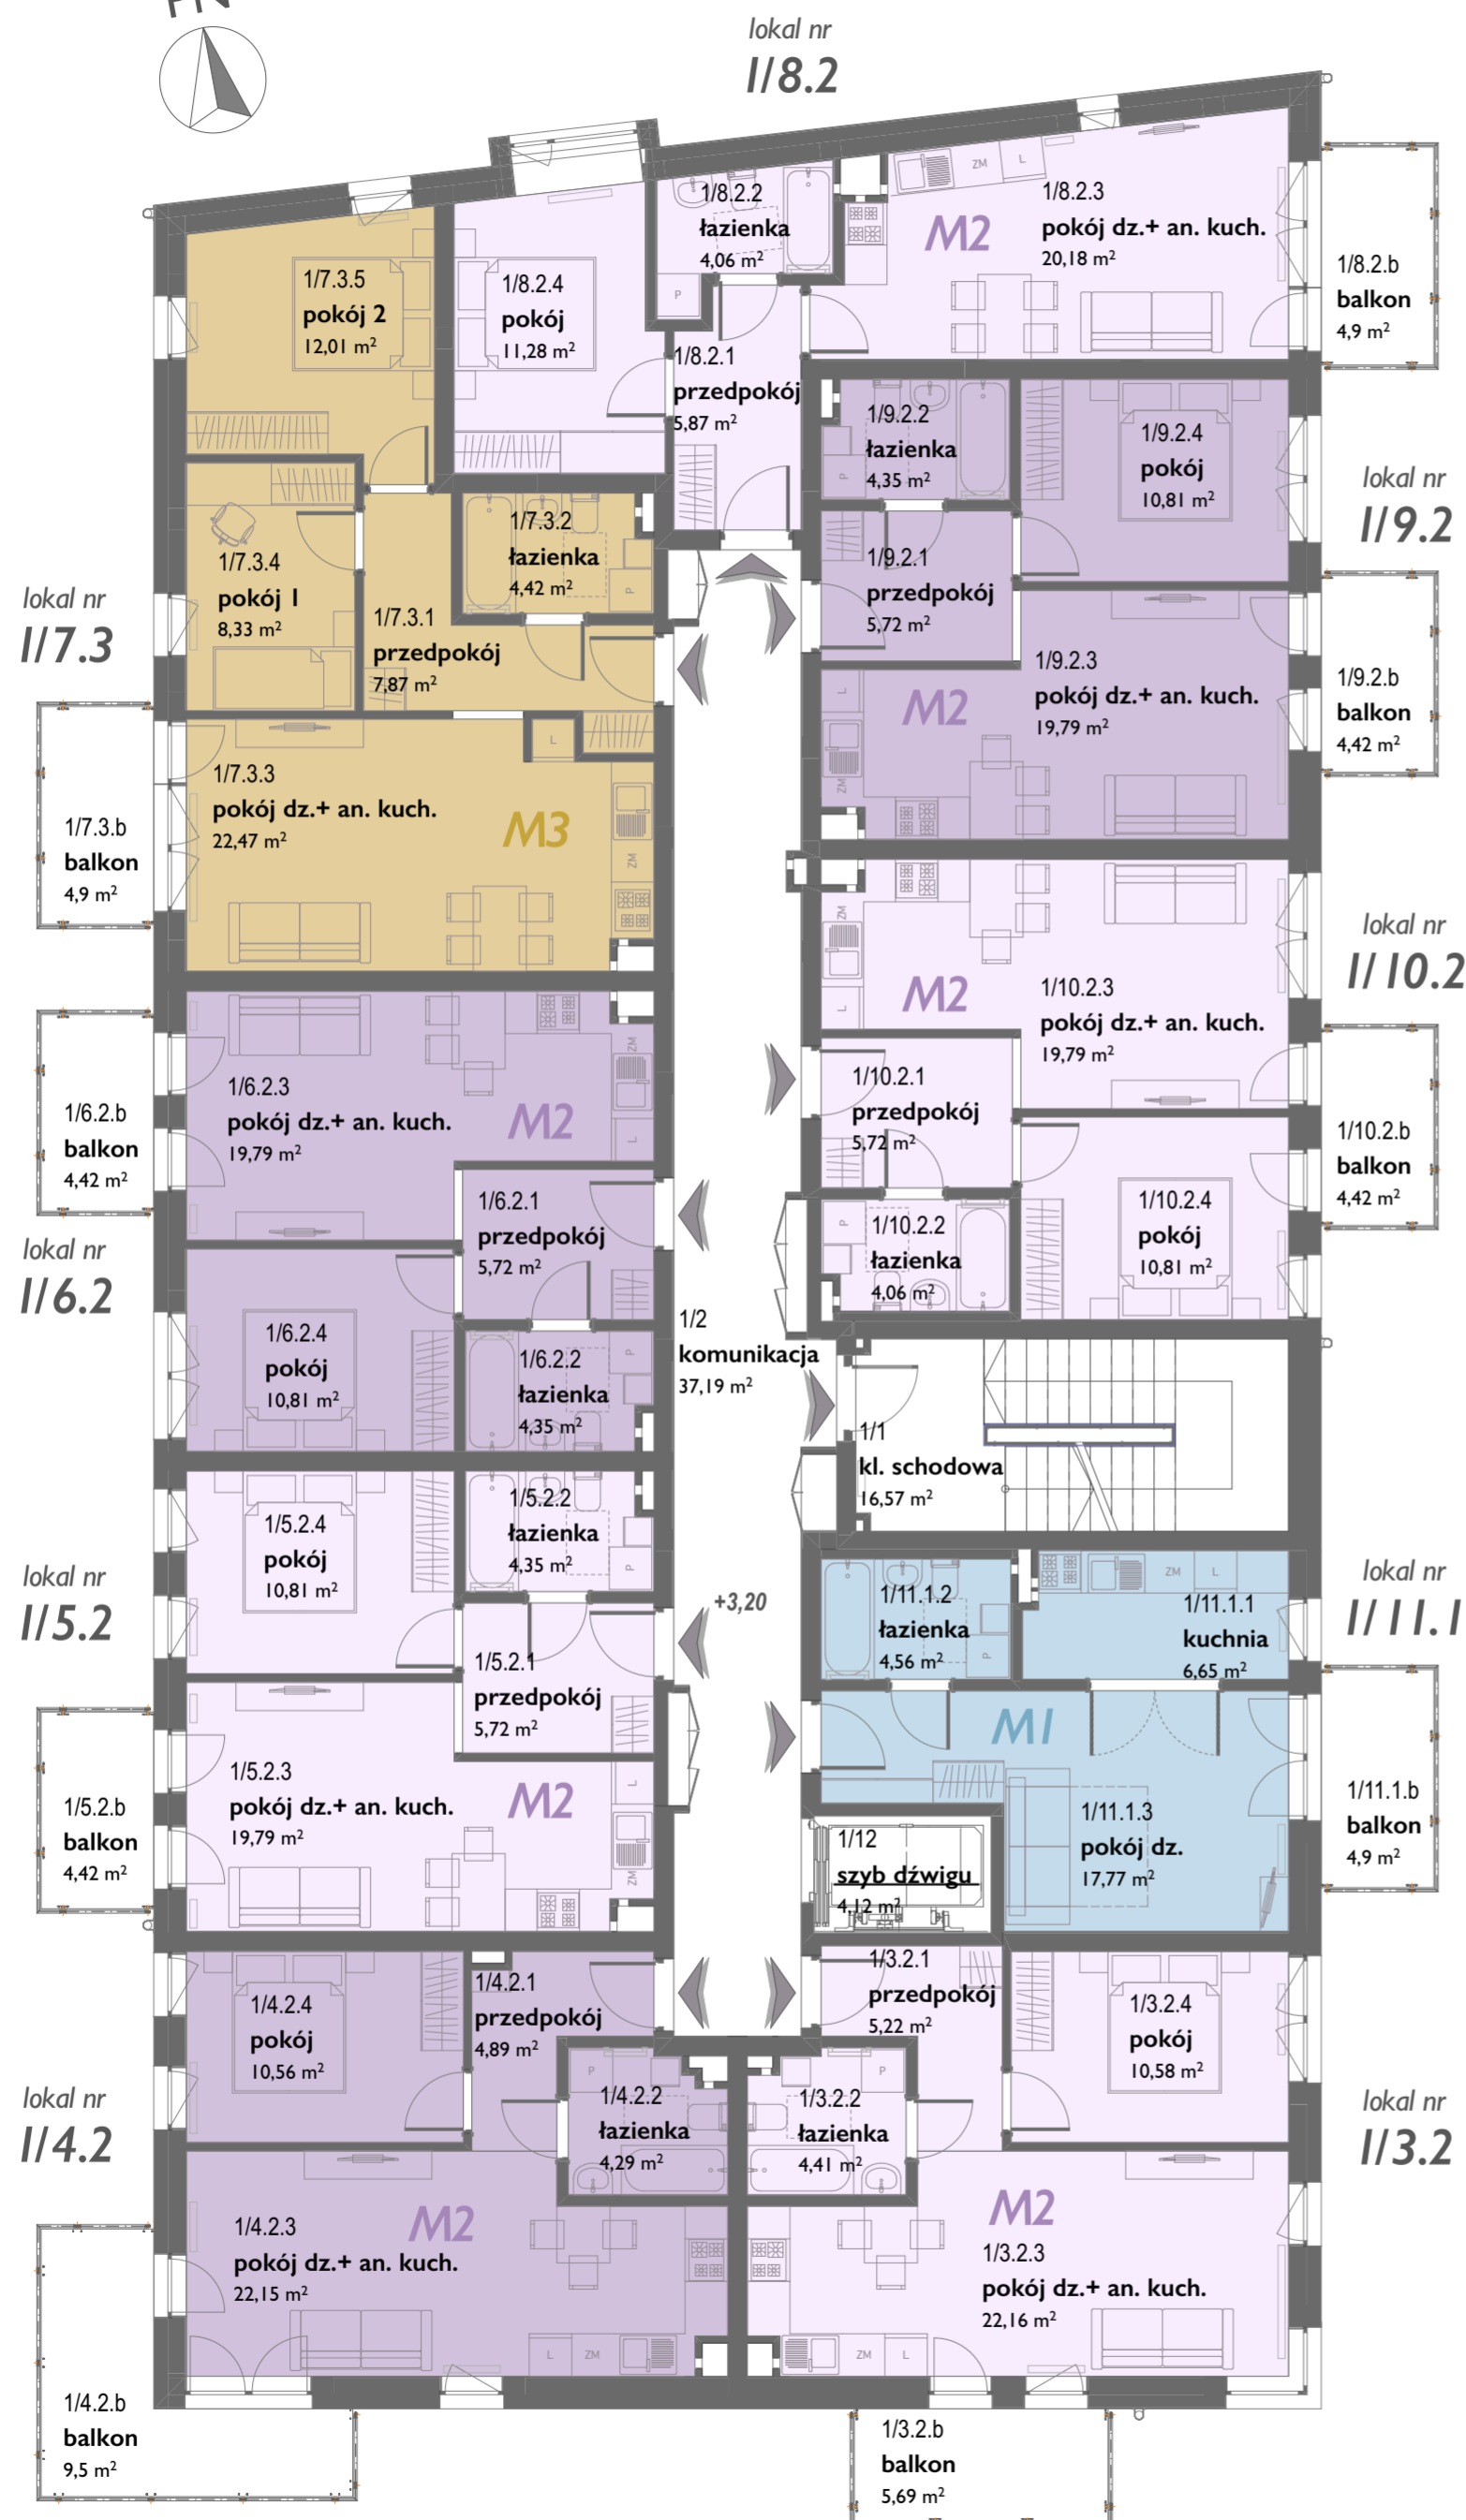 lokal nr
I/8.2
1/8.2.2
łazienka
4,06 m²
1/8.2.3
pokój dz.+ an. kuch.
20,18 m²
M2
ZM
L
1/8.2.b
balkon
4,9 m²
1/7.3.5
pokój 2
12,01 m²
1/8.2.4
pokój
11,28 m²
P
1/8.2.1
przedpokój
5,87 m²
1/9.2.2
łazienka
4,35 m²
P
1/9.2.4
pokój
10,81 m²
lokal nr
I/9.2
1/7.3.2
łazienka
4,42 m²
P
1/7.3.4
pokój 1
8,33 m²
lokal nr
I/7.3
1/7.3.1
przedpokój
7,87 m²
1/9.2.1
przedpokój
5,72 m²
1/9.2.3
pokój dz.+ an. kuch.
19,79 m²
M2
L
ZM
1/9.2.b
balkon
4,42 m²
1/7.3.3
pokój dz.+ an. kuch.
22,47 m²
M3
L
ZM
1/7.3.b
balkon
4,9 m²
lokal nr
I/10.2
ZM
L
M2
1/10.2.3
pokój dz.+ an. kuch.
19,79 m²
1/6.2.b
balkon
4,42 m²
1/6.2.3
pokój dz.+ an. kuch.
19,79 m²
M2
ZM
L
1/10.2.1
przedpokój
5,72 m²
1/10.2.b
balkon
4,42 m²
lokal nr
I/6.2
1/6.2.1
przedpokój
5,72 m²
1/10.2.2
łazienka
4,06 m²
P
1/10.2.4
pokój
10,81 m²
1/6.2.4
pokój
10,81 m²
1/6.2.2
łazienka
4,35 m²
P
1/2
komunikacja
37,19 m²
1/1
kl. schodowa
16,57 m²
1/5.2.4
pokój
10,81 m²
1/5.2.2
łazienka
4,35 m²
P
lokal nr
I/5.2
+3,20
1/11.1.2
łazienka
4,56 m²
P
ZM
L
1/11.1.1
kuchnia
6,65 m²
lokal nr
I/11.1
1/5.2.1
przedpokój
5,72 m²
M1
1/5.2.b
balkon
4,42 m²
1/5.2.3
pokój dz.+ an. kuch.
19,79 m²
M2
L
ZM
1/12
szyb dźwigu
4,12 m²
1/11.1.3
pokój dz.
17,77 m²
1/11.1.b
balkon
4,9 m²
1/4.2.4
pokój
10,56 m²
1/4.2.1
przedpokój
4,89 m²
1/3.2.1
przedpokój
5,22 m²
1/3.2.4
pokój
10,58 m²
lokal nr
I/4.2
P
1/4.2.2
łazienka
4,29 m²
P
1/3.2.2
łazienka
4,41 m²
lokal nr
I/3.2
1/4.2.3
pokój dz.+ an. kuch.
22,15 m²
M2
L
ZM
M2
1/3.2.3
pokój dz.+ an. kuch.
22,16 m²
ZM
L
1/4.2.b
balkon
9,5 m²
1/3.2.b
balkon
5,69 m²